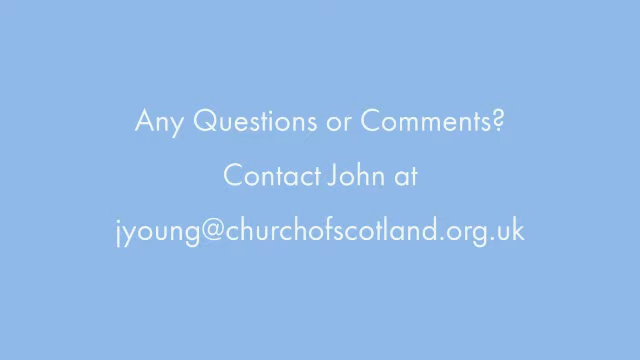 Any Questions or Comments?
Contact John at
jyoung@churchofscotland.org.uk